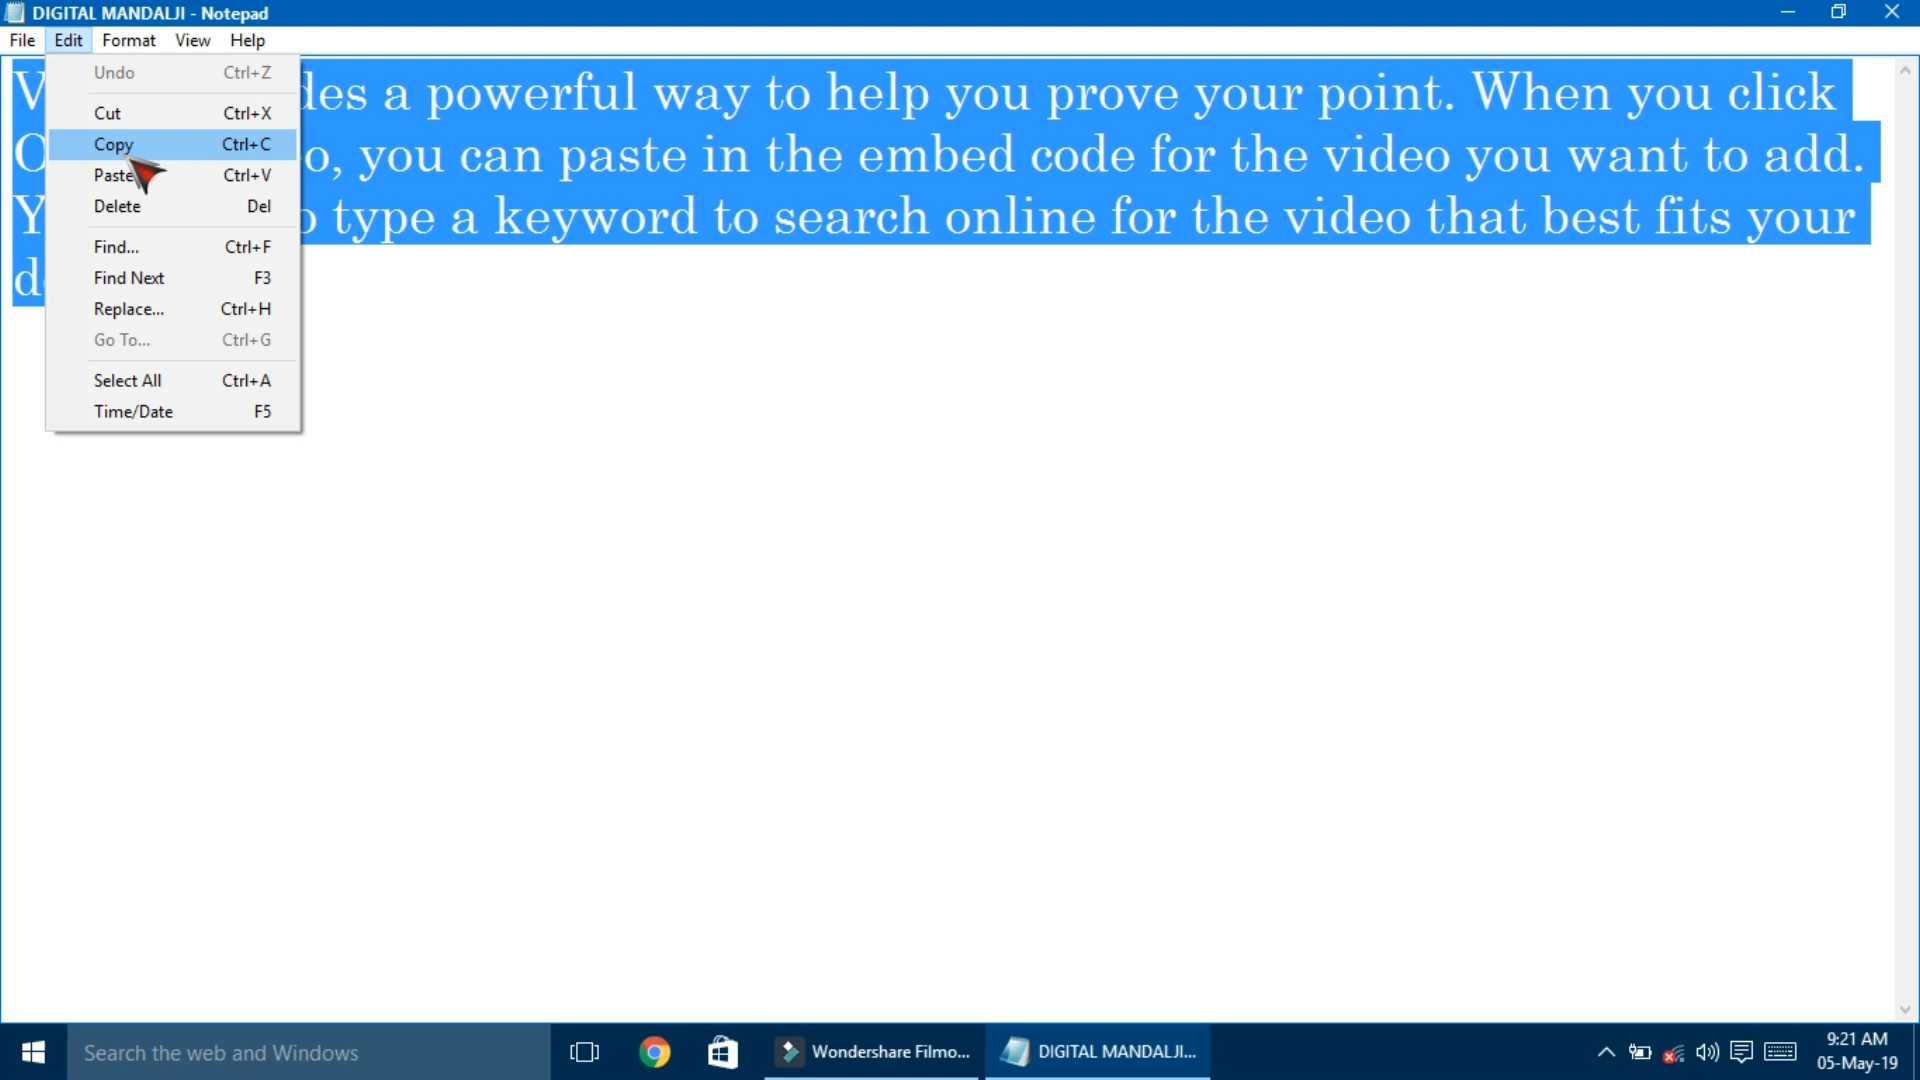 DIGITAL MANDALJI - Notepad
File Edit Format View Help
Undo Ctrl+Z
Cut Ctrl+X
Copy Ctrl+C
Paste Ctrl+V
Delete Del
Find... Ctrl+F
Find Next F3
Replace... Ctrl+H
Go To... Ctrl+G
Select All Ctrl+A
Time/Date F5
a powerful way to help you prove your point. When you click
you can paste in the embed code for the video you want to add.
type a keyword to search online for the video that best fits your
Search the web and Windows
Wondershare Filmo...
DIGITAL MANDALJI...
9:21 AM
05-May-19